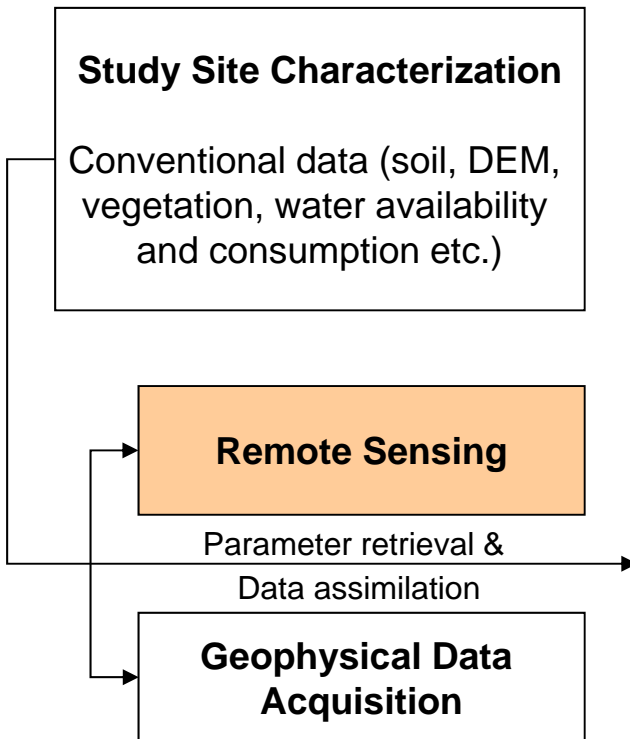 Study Site Characterization
Conventional data (soil, DEM,
vegetation, water availability
and consumption etc.)
Remote Sensing
Parameter retrieval &
Data assimilation
Geophysical Data
Acquisition